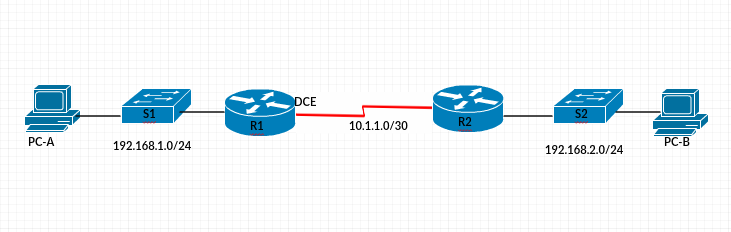 S1
DCE
R1
R2
S2
10.1.1.0/30
PC-A
192.168.1.0/24
192.168.2.0/24
PC-B